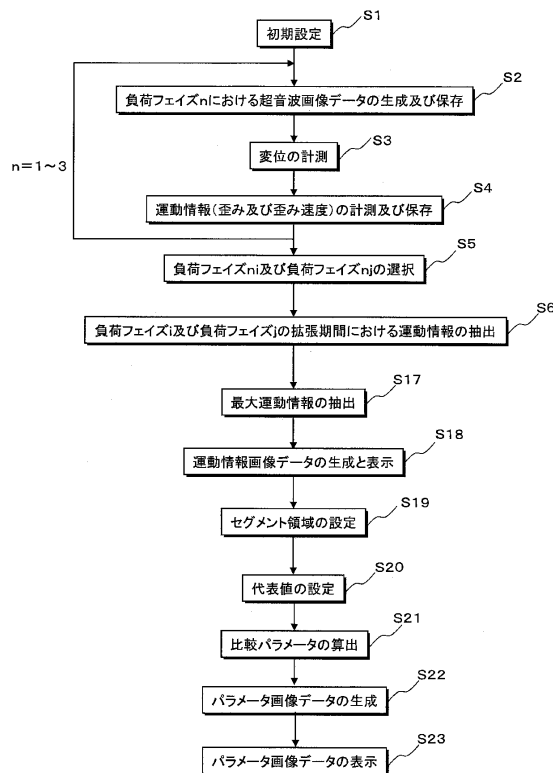 S1
初期設定
S2
負荷フェイズnにおける超音波画像データの生成及び保存
S3
変位の計測
n=1~3
S4
運動情報(歪み及び歪み速度)の計測及び保存
S5
負荷フェイズni及び負荷フェイズnjの選択
S6
負荷フェイズi及び負荷フェイズjの拡張期間における運動情報の抽出
S17
最大運動情報の抽出
S18
運動情報画像データの生成と表示
S19
セグメント領域の設定
S20
代表値の設定
S21
比較パラメータの算出
S22
パラメータ画像データの生成
S23
パラメータ画像データの表示